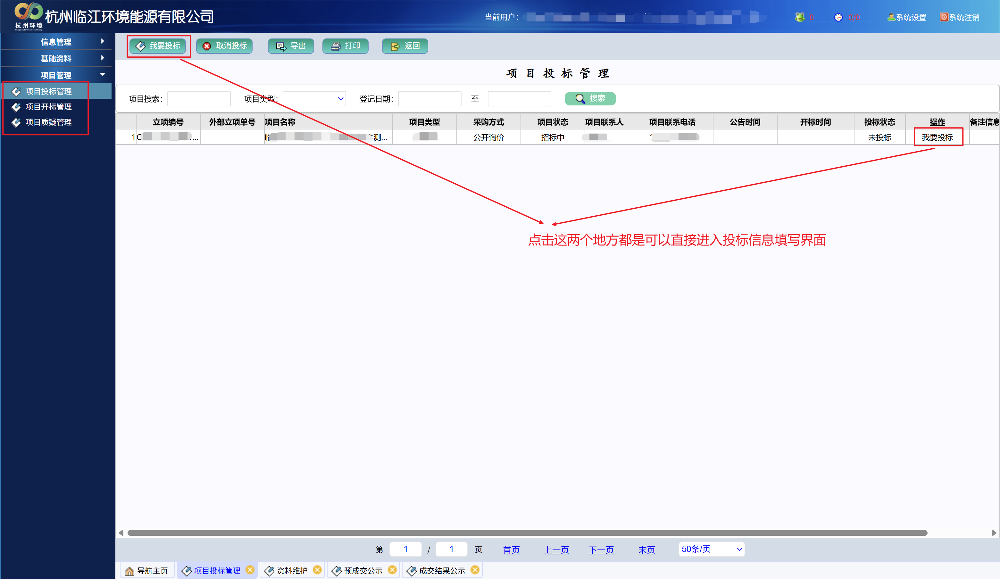 杭州环境
Hangzhou Environmental Group
杭州临江环境能源有限公司
当前用户：
0
0/0
系统设置
系统注销
信息管理
基础资料
项目管理
项目投标管理
项目开标管理
项目质疑管理
我要投标
取消投标
导出
打印
返回
项目投标管理
项目搜索：
项目类型：
登记日期：
至
搜索
立项编号 外部立项单号 项目名称 项目类型 采购方式 项目状态 项目联系人 项目联系电话 公告时间 开标时间 投标状态 操作 备注信息
1 C ... 临 测... 公开询价 招标中 未投标 我要投标
点击这两个地方都是可以直接进入投标信息填写界面
第 1 / 1 页 首页 上一页 下一页 末页 50条/页
导航主页
项目投标管理
资料维护
预成交公示
成交结果公示